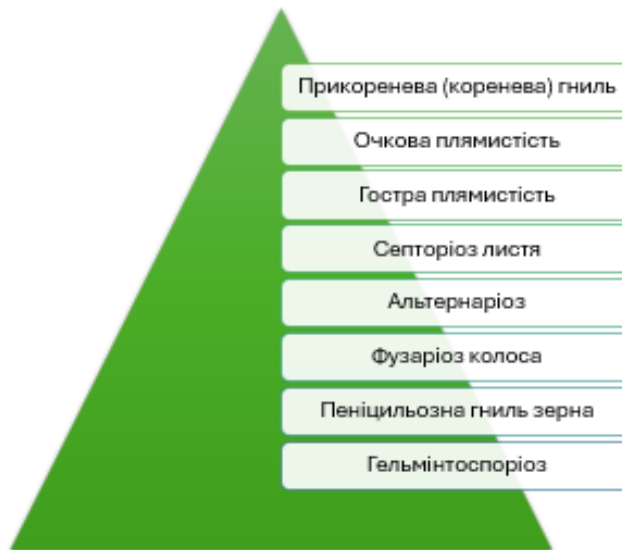 Прикоренева (коренева) гниль
Очкова плямистість
Гостра плямистість
Септоріоз листя
Альтернаріоз
Фузаріоз колоса
Пеніцильозна гниль зерна
Гельмінтоспоріоз